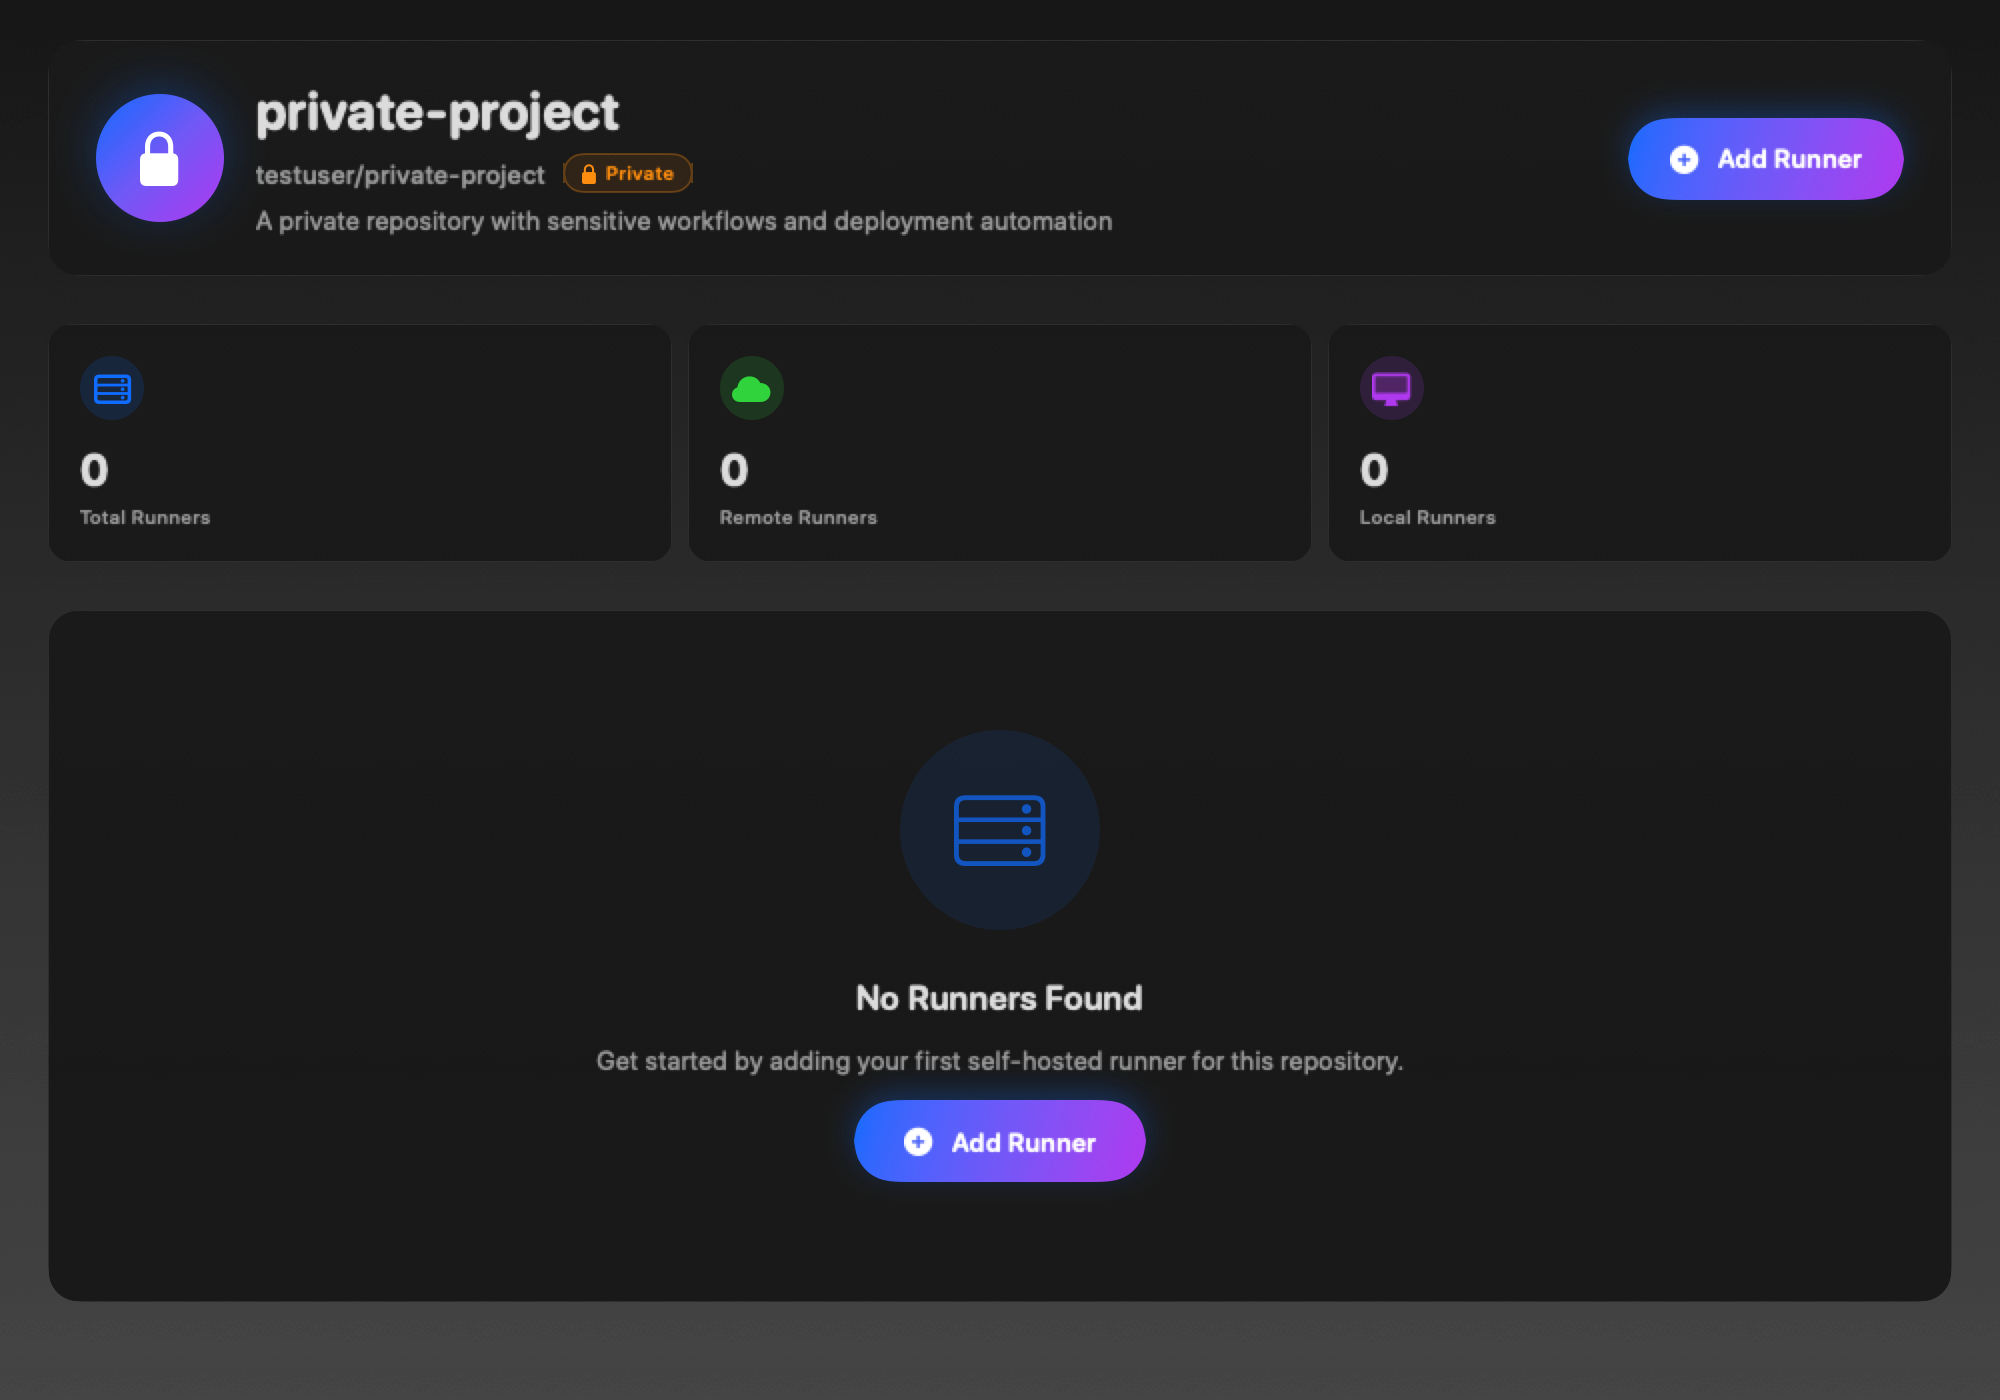 private-project
Add Runner
testuser/private-project Private
A private repository with sensitive workflows and deployment automation
0
Total Runners
0
Remote Runners
0
Local Runners
No Runners Found
Get started by adding your first self-hosted runner for this repository.
Add Runner